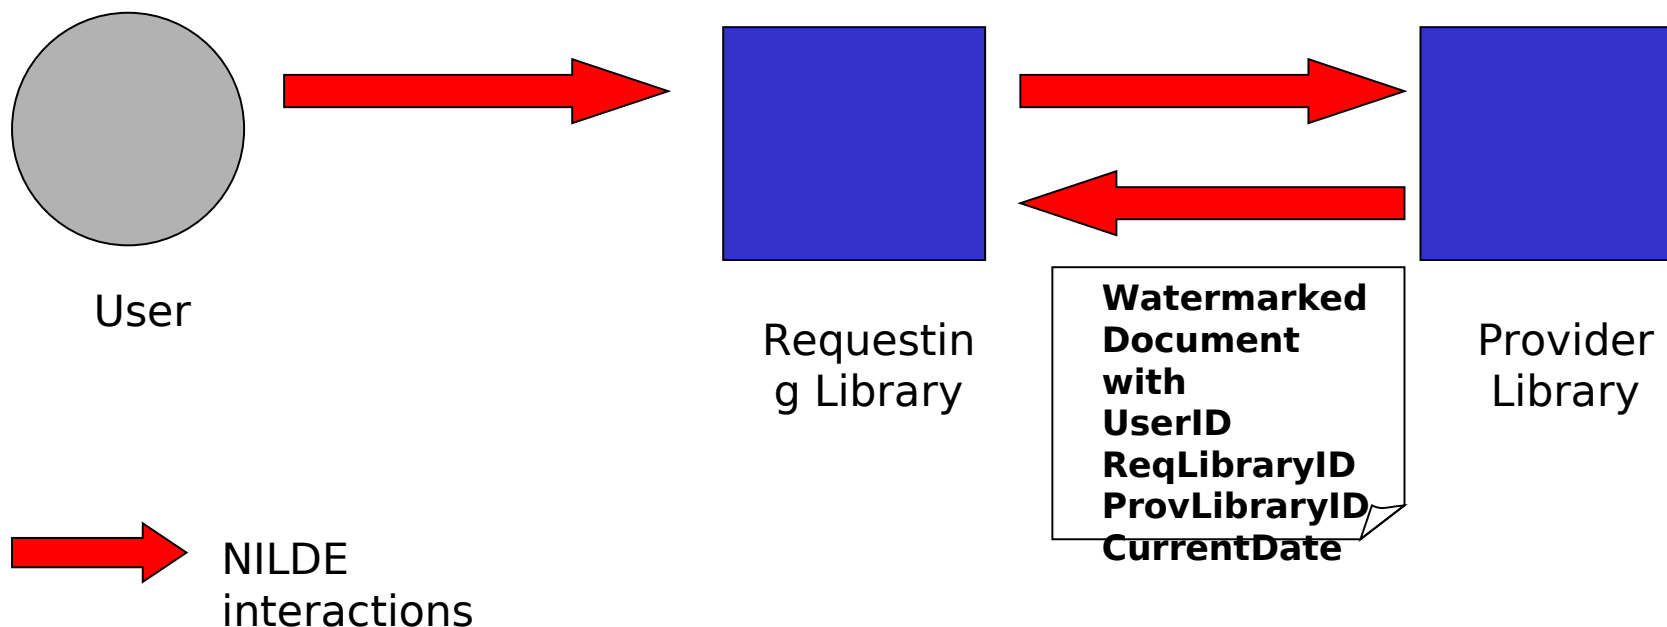 User
Requestin
g Library
Watermarked
Document
with
UserID
ReqLibraryID
ProvLibraryID
CurrentDate
Provider
Library
NILDE
interactions